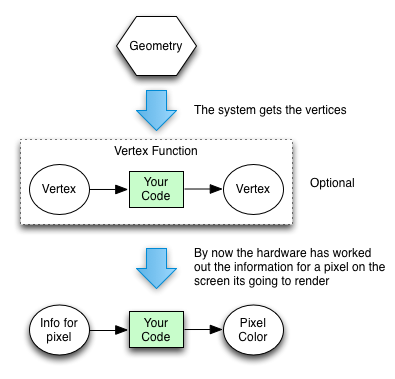 Geometry
The system gets the vertices
Vertex Function
Vertex
Your
Code
Vertex
Optional
By now the hardware has worked
out the information for a pixel on the
screen its going to render
Info for
pixel
Your
Code
Pixel
Color